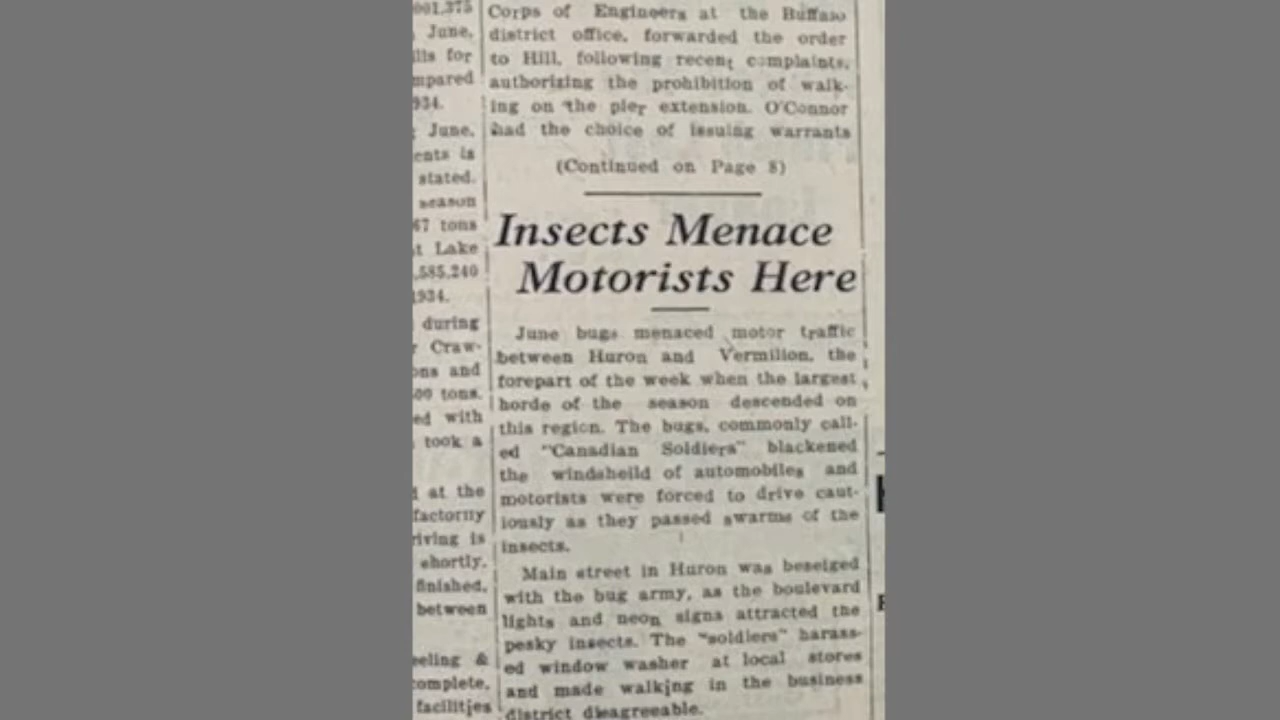 001,375
June,
lls for
mpared
934.
June,
ents is
stated.
season
67 tons
t Lake
,585,240
1934.
during
r Craw-
ons and
00 tons.
ed with
took a
d at the
factorny
riving is
shortly,
finished,
between
eeling &
complete,
facilities
Corps of Engineers at the Buffalo
district office, forwarded the order
to Hill, following recent complaints,
authorizing the prohibition of walk-
ing on the pier extension. O'Connor
had the choice of issuing warrants
(Continued on Page 8)
Insects Menace
Motorists Here
June bugs menaced motor traffic
between Huron and Vermilion, the
forepart of the week when the largest
horde of the season descended on
this region. The bugs, commonly call-
ed "Canadian Soldiers" blackened
the windsheild of automobiles and
motorists were forced to drive caut-
iously as they passed swarms of the
insects.
Main street in Huron was beseiged
with the bug army, as the boulevard
lights and neon signs attracted the
pesky insects. The "soldiers" harass-
ed window washer at local stores
and made walking in the business
district disagreeable.